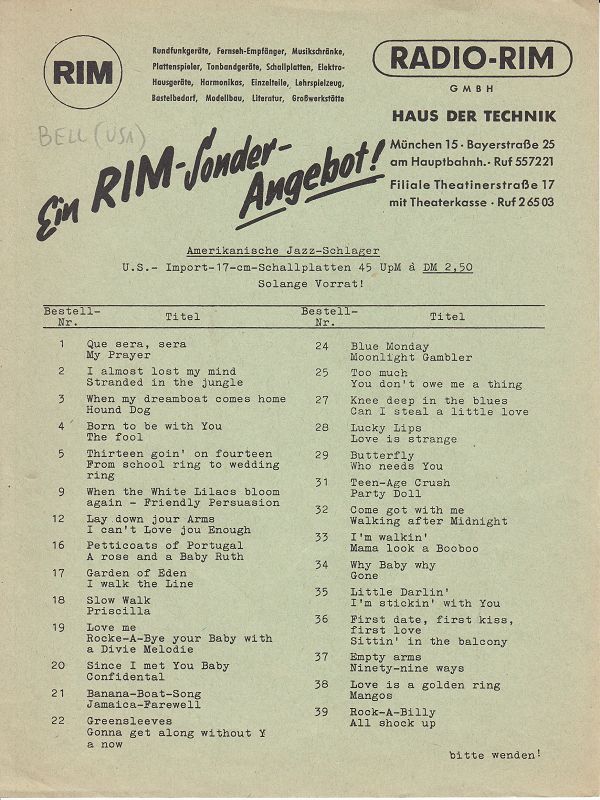 RIM
Rundfunkgeräte, Fernseh-Empfänger, Musikschränke,
Plattenspieler, Tonbandgeräte, Schallplatten, Elektro-
Hausgeräte, Harmonikas, Einzelteile, Lehrspielzeug,
Bastelbedarf, Modellbau, Literatur, Großwerkstätte
RADIO-RIM
GMBH
HAUS DER TECHNIK
München 15 · Bayerstraße 25
am Hauptbahnh. · Ruf 557221
Filiale Theatinerstraße 17
mit Theaterkasse · Ruf 26503
BELL (USA)
Ein RIM-Sonder-
Angebot!
Amerikanische Jazz-Schlager
U.S.- Import-17-cm-Schallplatten 45 UpM à DM 2,50
Solange Vorrat!
Bestell-
Nr. Titel
1 Que sera, sera
My Prayer
2 I almost lost my mind
Stranded in the jungle
3 When my dreamboat comes home
Hound Dog
4 Born to be with You
The fool
5 Thirteen goin' on fourteen
From school ring to wedding
ring
9 When the White Lilacs bloom
again - Friendly Persuasion
12 Lay down jour Arms
I can't Love jou Enough
16 Petticoats of Portugal
A rose and a Baby Ruth
17 Garden of Eden
I walk the Line
18 Slow Walk
Priscilla
19 Love me
Rocke-A-Bye your Baby with
a Divie Melodie
20 Since I met You Baby
Confidental
21 Banana-Boat-Song
Jamaica-Farewell
22 Greensleeves
Gonna get along without Y
a now
Bestell-
Nr. Titel
24 Blue Monday
Moonlight Gambler
25 Too much
You don't owe me a thing
27 Knee deep in the blues
Can I steal a little love
28 Lucky Lips
Love is strange
29 Butterfly
Who needs You
31 Teen-Age Crush
Party Doll
32 Come got with me
Walking after Midnight
33 I'm walkin'
Mama look a Booboo
34 Why Baby why
Gone
35 Little Darlin'
I'm stickin' with You
36 First date, first kiss,
first love
Sittin' in the balcony
37 Empty arms
Ninety-nine ways
38 Love is a golden ring
Mangos
39 Rock-A-Billy
All shock up
bitte wenden!